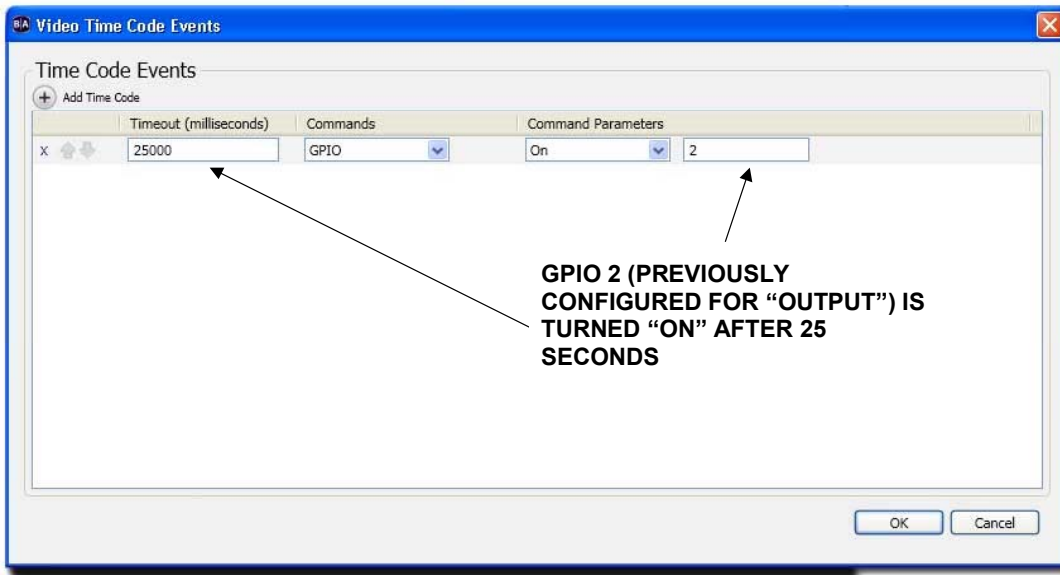 BA Video Time Code Events
Time Code Events
+ Add Time Code
Timeout (milliseconds) Commands Command Parameters
x 25000 GPIO On 2
GPIO 2 (PREVIOUSLY
CONFIGURED FOR “OUTPUT”) IS
TURNED “ON” AFTER 25
SECONDS
OK Cancel